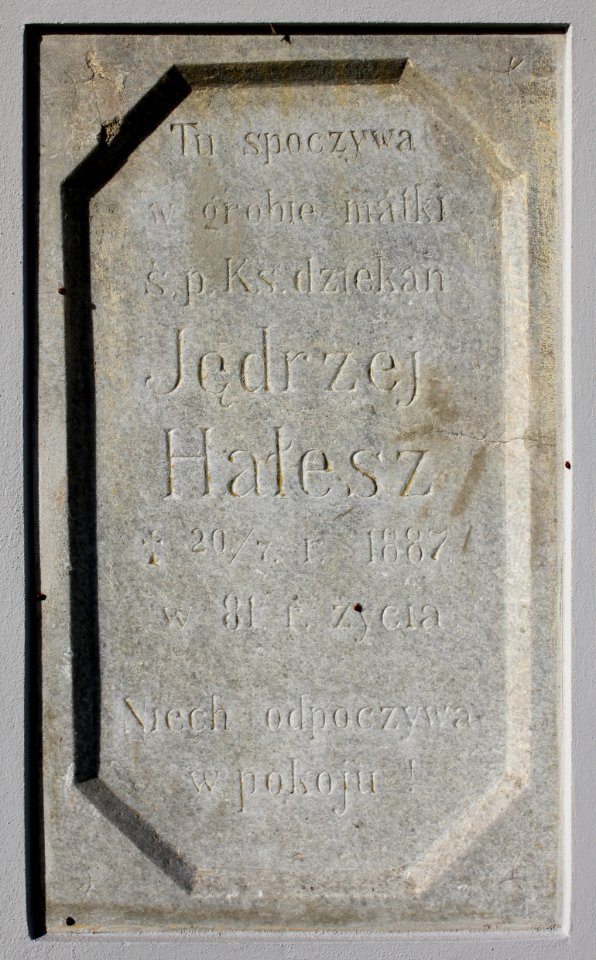 Tu spoczywa
w grobie matki
ś.p. Ks. dziekan
Jędrzej
Hałesz
† 20/7. r. 1887
w 81 r. życia
Niech odpoczywa
w pokoju !